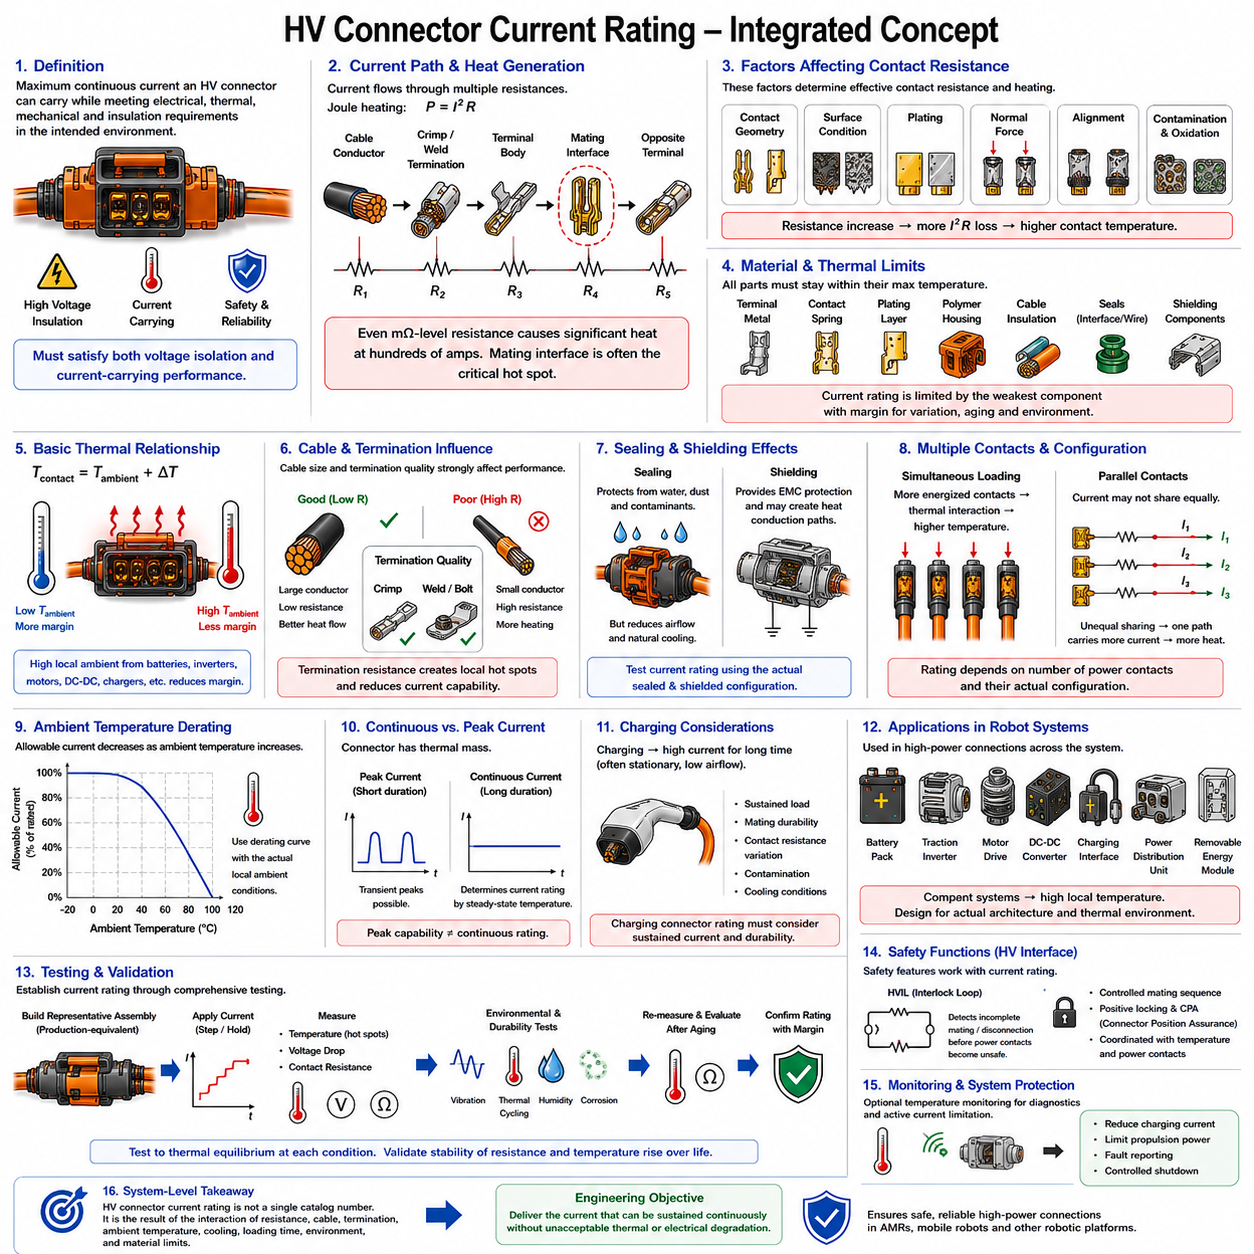 HV Connector Current Rating – Integrated Concept
1. Definition
Maximum continuous current an HV connector
can carry while meeting electrical, thermal,
mechanical and insulation requirements
in the intended environment.
High Voltage
Insulation
Current
Carrying
Safety &
Reliability
Must satisfy both voltage isolation and
current-carrying performance.
2. Current Path & Heat Generation
Current flows through multiple resistances.
Joule heating: P = I² R
Cable
Conductor
Crimp /
Weld
Termination
Terminal
Body
Mating
Interface
Opposite
Terminal
R1
R2
R3
R4
R5
Even mΩ-level resistance causes significant heat
at hundreds of amps. Mating interface is often the
critical hot spot.
3. Factors Affecting Contact Resistance
These factors determine effective contact resistance and heating.
Contact
Geometry
Surface
Condition
Plating
Normal
Force
Alignment
Contamination
& Oxidation
Resistance increase → more I² R loss → higher contact temperature.
4. Material & Thermal Limits
All parts must stay within their max temperature.
Terminal
Metal
Contact
Spring
Plating
Layer
Polymer
Housing
Cable
Insulation
Seals
(Interface/Wire)
Shielding
Components
Current rating is limited by the weakest component
with margin for variation, aging and environment.
5. Basic Thermal Relationship
Tcontact = Tambient + ΔT
Low Tambient
More margin
High Tambient
Less margin
High local ambient from batteries, inverters,
motors, DC-DC, chargers, etc. reduces margin.
6. Cable & Termination Influence
Cable size and termination quality strongly affect performance.
Good (Low R)
Poor (High R)
Termination Quality
Crimp
Weld / Bolt
Large conductor
Low resistance
Better heat flow
Small conductor
High resistance
More heating
Termination resistance creates local hot spots
and reduces current capability.
7. Sealing & Shielding Effects
Sealing
Protects from water, dust
and contaminants.
But reduces airflow
and natural cooling.
Shielding
Provides EMC protection
and may create heat
conduction paths.
Test current rating using the actual
sealed & shielded configuration.
8. Multiple Contacts & Configuration
Simultaneous Loading
More energized contacts →
thermal interaction →
higher temperature.
Parallel Contacts
Current may not share equally.
I1
I1
I2
I2
I3
I3
Unequal sharing → one path
carries more current → more heat.
Rating depends on number of power contacts
and their actual configuration.
9. Ambient Temperature Derating
Allowable current decreases as ambient temperature increases.
Allowable Current
(% of rated)
100%
80%
60%
40%
20%
0%
-20 0 20 40 60 80 100 120
Ambient Temperature (°C)
Use derating curve
with the actual
local ambient
conditions.
10. Continuous vs. Peak Current
Connector has thermal mass.
Peak Current
(Short duration)
I
t
Transient peaks
possible.
Continuous Current
(Long duration)
I
t
Determines current rating
by steady-state temperature.
Peak capability ≠ continuous rating.
11. Charging Considerations
Charging → high current for long time
(often stationary, low airflow).
• Sustained load
• Mating durability
• Contact resistance
variation
• Contamination
• Cooling conditions
Charging connector rating must consider
sustained current and durability.
12. Applications in Robot Systems
Used in high-power connections across the system.
Battery
Pack
Traction
Inverter
Motor
Drive
DC-DC
Converter
Charging
Interface
Power
Distribution
Unit
Removable
Energy
Module
Compent systems → high local temperature.
Design for actual architecture and thermal environment.
13. Testing & Validation
Establish current rating through comprehensive testing.
Build Representative Assembly
(Production-equivalent)
Apply Current
(Step / Hold)
I
t
Measure
• Temperature (hot spots)
• Voltage Drop
• Contact Resistance
V
Ω
Environmental &
Durability Tests
Vibration
Thermal
Cycling
Humidity
Corrosion
Re-measure & Evaluate
After Aging
Ω
Confirm Rating
with Margin
Test to thermal equilibrium at each condition. Validate stability of resistance and temperature rise over life.
14. Safety Functions (HV Interface)
Safety features work with current rating.
HVIL (Interlock Loop)
Detects incomplete
mating / disconnection
before power contacts
become unsafe.
• Controlled mating sequence
• Positive locking & CPA
(Connector Position Assurance)
• Coordinated with temperature
and power contacts
15. Monitoring & System Protection
Optional temperature monitoring for diagnostics
and active current limitation.
• Reduce charging current
• Limit propulsion power
• Fault reporting
• Controlled shutdown
16. System-Level Takeaway
HV connector current rating is not a single catalog number.
It is the result of the interaction of resistance, cable, termination,
ambient temperature, cooling, loading time, environment,
and material limits.
Engineering Objective
Deliver the current that can be sustained continuously
without unacceptable thermal or electrical degradation.
Ensures safe, reliable high-power connections
in AMRs, mobile robots and other robotic platforms.